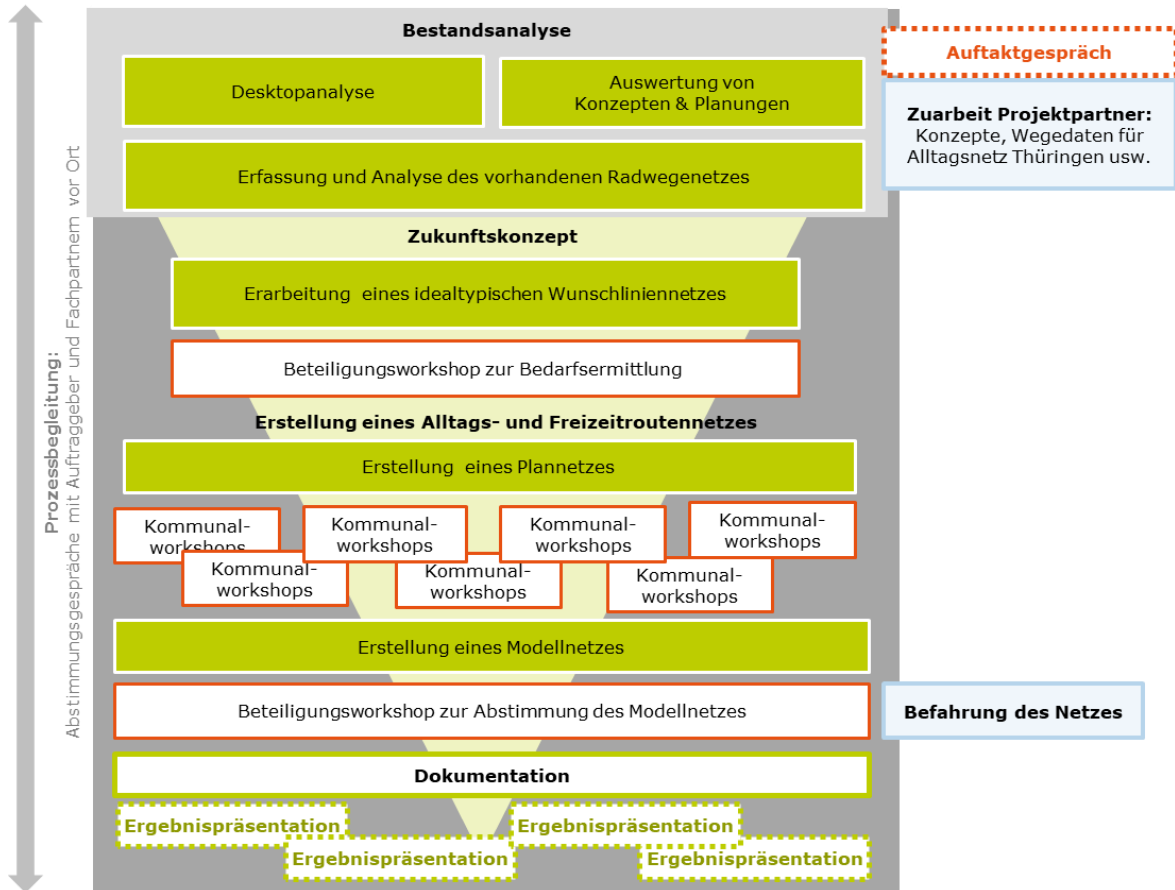 Bestandsanalyse
Desktopanalyse
Auswertung von
Konzepten & Planungen
Erfassung und Analyse des vorhandenen Radwegenetzes
Auftaktgespräch
Zuarbeit Projektpartner:
Konzepte, Wegedaten für
Alltagsnetz Thüringen usw.
Prozessbegleitung:
Abstimmungsgespräche mit Auftraggeber und Fachpartnern vor Ort
Zukunftskonzept
Erarbeitung eines idealtypischen Wunschliniennetzes
Beteiligungsworkshop zur Bedarfsermittlung
Erstellung eines Alltags- und Freizeitroutennetzes
Erstellung eines Plannetzes
Kommunal-
workshops
Kommunal-
workshops
Kommunal-
workshops
Kommunal-
workshops
Kommunal-
workshops
Kommunal-
workshops
Kommunal-
workshops
Erstellung eines Modellnetzes
Beteiligungsworkshop zur Abstimmung des Modellnetzes
Befahrung des Netzes
Dokumentation
Ergebnispräsentation
Ergebnispräsentation
Ergebnispräsentation
Ergebnispräsentation